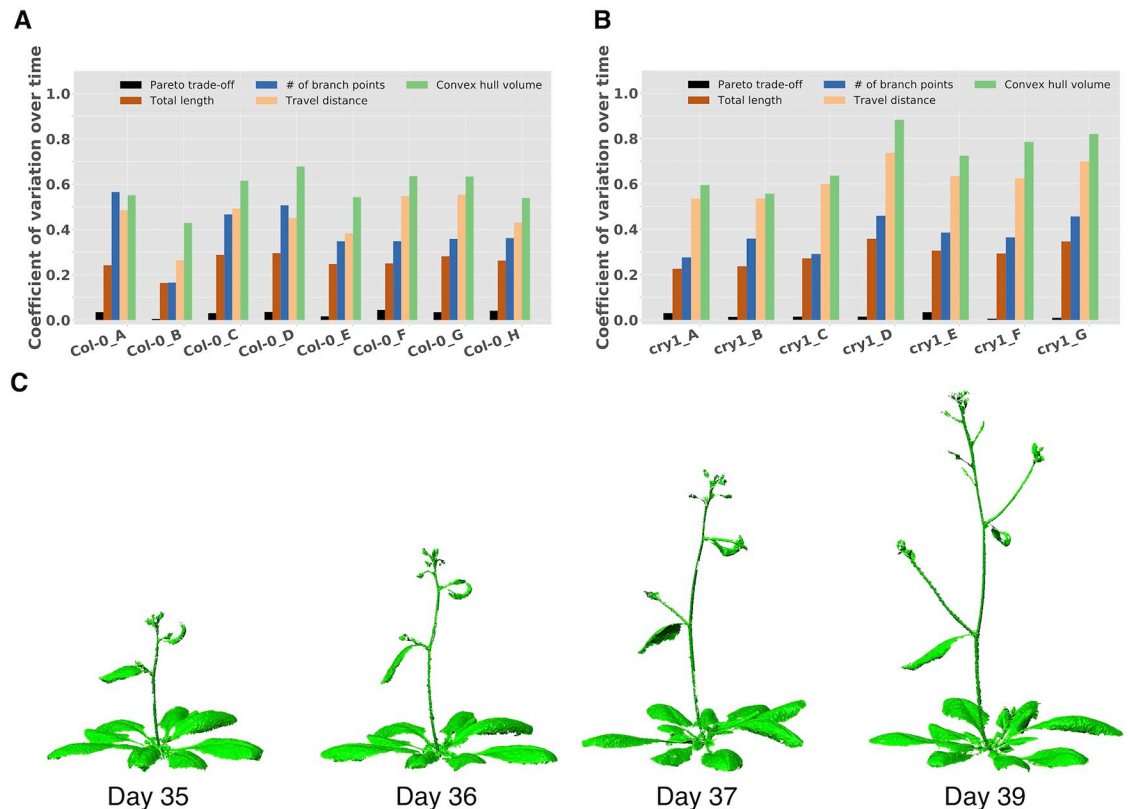 A
Coefficient of variation over time
Pareto trade-off
Total length
# of branch points
Travel distance
Convex hull volume
1.0
0.8
0.6
0.4
0.2
0.0
Col-0_A
Col-0_B
Col-0_C
Col-0_D
Col-0_E
Col-0_F
Col-0_G
Col-0_H
B
Coefficient of variation over time
Pareto trade-off
Total length
# of branch points
Travel distance
Convex hull volume
1.0
0.8
0.6
0.4
0.2
0.0
cry1_A
cry1_B
cry1_C
cry1_D
cry1_E
cry1_F
cry1_G
C
Day 35
Day 36
Day 37
Day 39